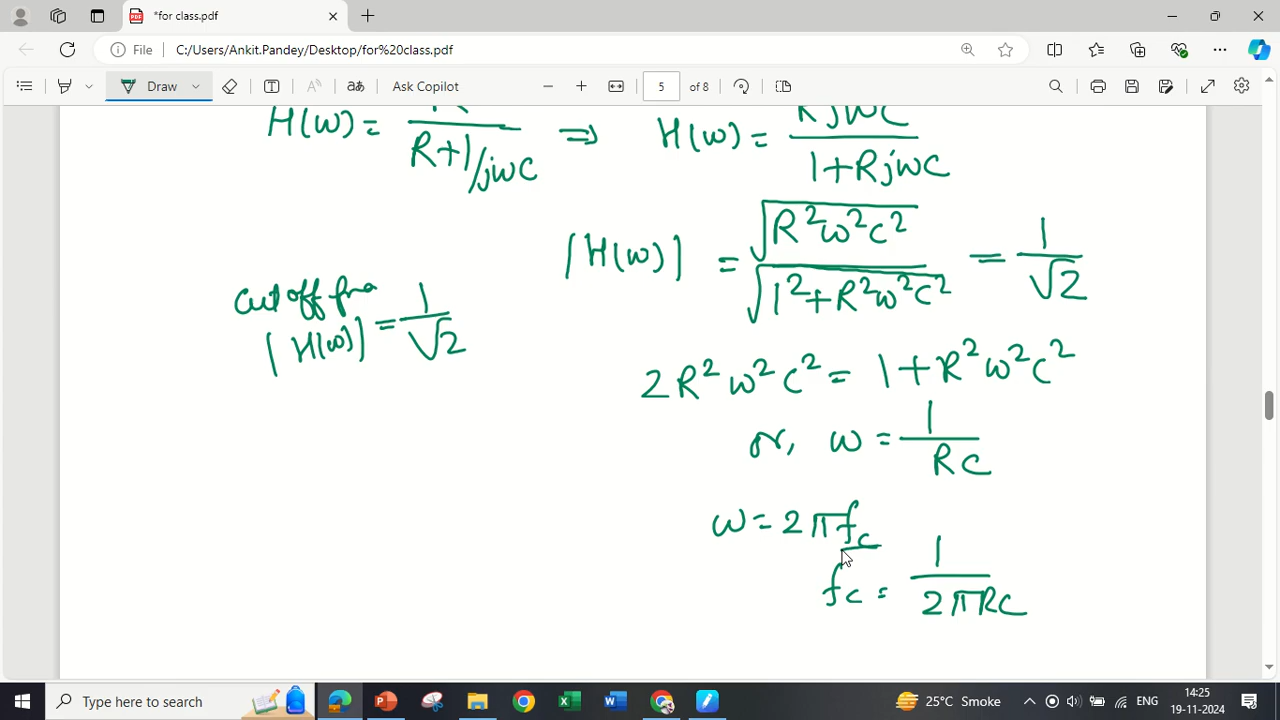 *for class.pdf
File C:/Users/Ankit.Pandey/Desktop/for%20class.pdf
Draw Ask Copilot 5 of 8
H(ω) = R/(R+1/jωC) ⇒ H(ω) = RjωC/(1+RjωC)
|H(ω)| = √(R²ω²C²)/√(1²+R²ω²C²) = 1/√2
Cut off
|H(ω)| = 1/√2
2R²ω²C² = 1+R²ω²C²
or, ω = 1/RC
ω = 2πfc
fc = 1/2πRC
Type here to search
25°C Smoke ENG 14:25
19-11-2024